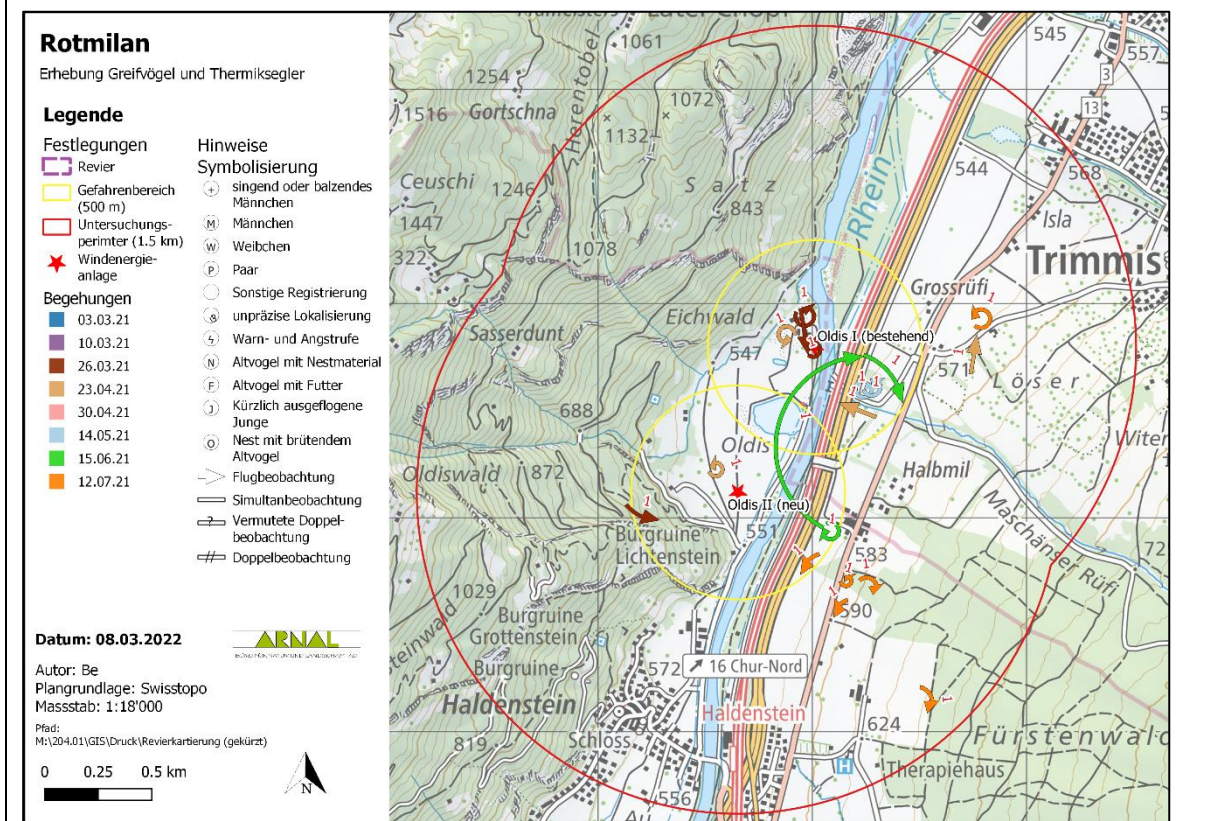 Rotmilan
Erhebung Greifvögel und Thermiksegler
Legende
Festlegungen
Revier
Gefahrenbereich
(500 m)
Untersuchungs-
perimter (1.5 km)
Windenergie-
anlage
Begehungen
03.03.21
10.03.21
26.03.21
23.04.21
30.04.21
14.05.21
15.06.21
12.07.21
Hinweise
Symbolisierung
+ singend oder balzendes
Männchen
M Männchen
W Weibchen
P Paar
Sonstige Registrierung
unpräzise Lokalisierung
Warn- und Angstrufe
N Altvogel mit Nestmaterial
F Altvogel mit Futter
J Kürzlich ausgeflogene
Junge
Nest mit brütendem
Altvogel
Flugbeobachtung
Simultanbeobachtung
? Vermutete Doppel-
beobachtung
Doppelbeobachtung
Datum: 08.03.2022
ARNAL
Autor: Be
Plangrundlage: Swisstopo
Massstab: 1:18'000
Pfad:
M:\204.01\GIS\Druck\Revierkartierung (gekürzt)
0 0.25 0.5 km
N
1061
545
557
1254
Gortschna
Herentobel
1072
3
13
1516
1132
544
568
Ceuschi
1246
Satz
843
Rhein
Isla
1447
322
1078
Trimmis
Grossrüfi
Sasserdunt
Eichwald
Oldis I (bestehend)
547
571
Löser
688
Oldis
Witer
Oldiswald
872
Halbmil
Oldis II (neu)
Maschänser Rüfi
Burgruine
Lichtenstein
551
583
72
1029
590
Burgruine
Grottenstein
572
16 Chur-Nord
Burgruine
Haldenstein
Haldenstein
819
Schloss
624
Fürstenwald
H
Therapiehaus
556
Au